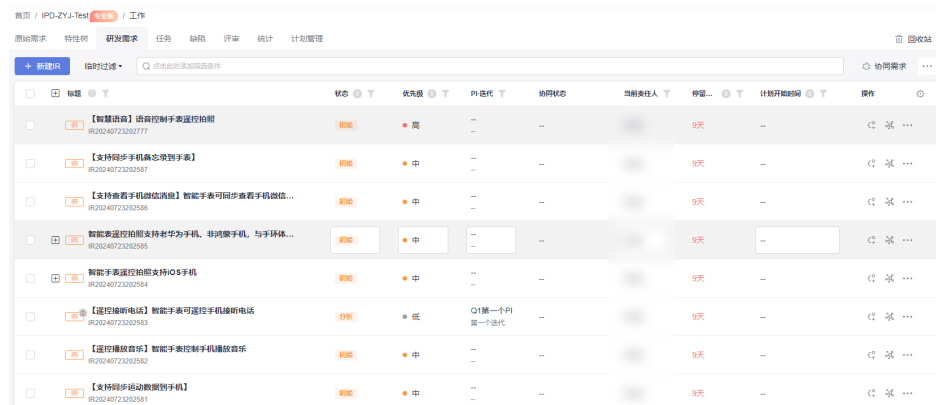 首页 / IPD-ZYJ-Test 专业版 / 工作
原始需求 特性树 研发需求 任务 缺陷 评审 统计 计划管理 回收站
+ 新建IR 临时过滤 点击此处添加筛选条件 协同需求 ...
标题 状态 优先级 PI-迭代 协同状态 当前责任人 停留... 计划开始时间 操作
IR 【智慧语音】语音控制手表遥控拍照 初始 高 -- -- 9天 -- ...
IR20240723202777 --
IR 【支持同步手机备忘录到手表】 初始 中 -- -- 9天 -- ...
IR20240723202587 --
IR 【支持查看手机微信消息】智能手表可同步查看手机微信... 初始 中 -- -- 9天 -- ...
IR20240723202586 --
IR 智能表遥控拍照支持老华为手机、非鸿蒙手机，与手环体... 初始 中 -- -- 9天 -- ...
IR20240723202585 --
IR 智能手表遥控拍照支持iOS手机 初始 中 -- -- 9天 -- ...
IR20240723202584 --
IR 【遥控接听电话】智能手表可遥控手机接听电话 分析 低 Q1第一个PI -- 9天 -- ...
IR20240723202583 第一个迭代
IR 【遥控播放音乐】智能手表控制手机播放音乐 初始 中 -- -- 9天 -- ...
IR20240723202582 --
IR 【支持同步运动数据到手机】 初始 中 -- -- 9天 -- ...
IR20240723202581 --